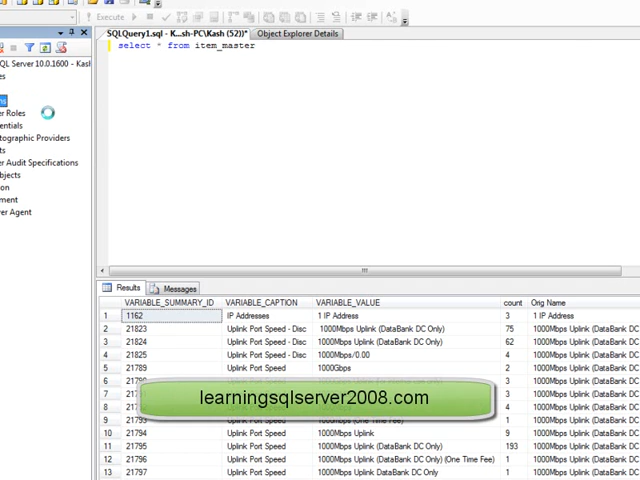 Execute
SQLQuery1.sql - K...sh-PC\Kash (52))* Object Explorer Details
select * from item_master
QL Server 10.0.1600 - Kash
er Roles
entials
tographic Providers
ts
er Audit Specifications
bjects
on
ment
ver Agent
Results Messages
VARIABLE_SUMMARY_ID VARIABLE_CAPTION VARIABLE_VALUE count Orig Name
1 1162 IP Addresses 1 IP Address 3 1 IP Address
2 21823 Uplink Port Speed - Disc 1000Mbps Uplink (DataBank DC Only) 75 1000Mbps Uplink (DataBank DC
3 21824 Uplink Port Speed - Disc 1000Mbps Uplink (DataBank DC Only) 62 1000Mbps Uplink (DataBank DC
4 21825 Uplink Port Speed - Disc 1000Mbps/0.00 4 1000Mbps Uplink (DataBank DC
5 21789 Uplink Port Speed 1000Gbps 2 1000Mbps Uplink (DataBank DC
6 3 1000Mbps Uplink (DataBank DC
7 3 1000Mbps Uplink (DataBank DC
learningsqlserver2008.com
8 4 1000Mbps Uplink (DataBank DC
9 21793 Uplink Port Speed (One Time Fee) 1 1000Mbps Uplink (DataBank DC
10 21794 Uplink Port Speed 1000Mbps Uplink 9 1000Mbps Uplink (DataBank DC
11 21795 Uplink Port Speed 1000Mbps Uplink (DataBank DC Only) 193 1000Mbps Uplink (DataBank DC
12 21796 Uplink Port Speed 1000Mbps Uplink (DataBank DC Only) (One Time Fee) 1 1000Mbps Uplink (DataBank DC
13 21797 Uplink Port Speed 1000Mbps Uplink DataBank DC Only 1 1000Mbps Uplink (DataBank DC